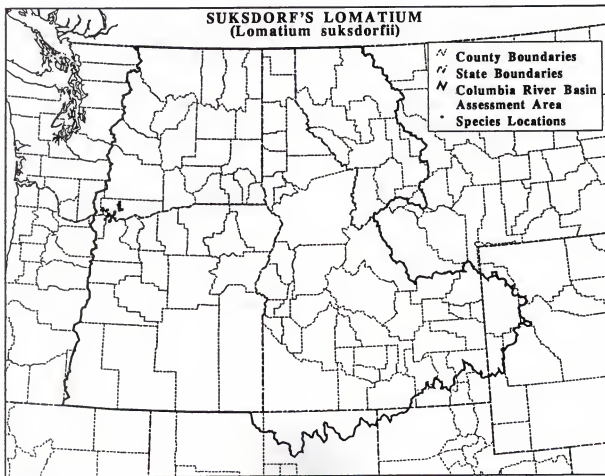 SUKSDORF'S LOMATIUM
(Lomatium suksdorfii)
County Boundaries
State Boundaries
Columbia River Basin
Assessment Area
Species Locations